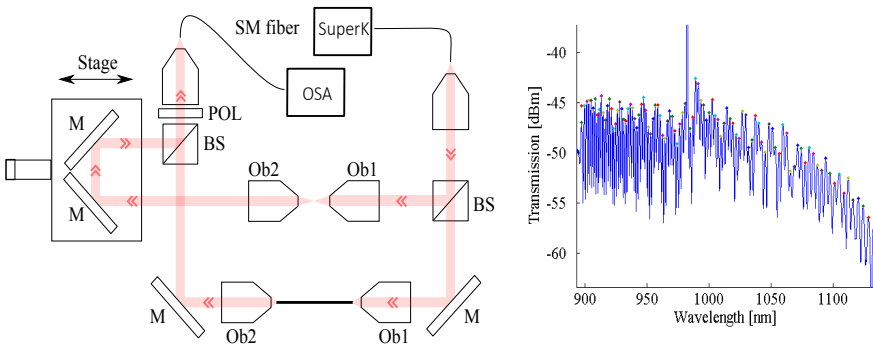 SM fiber
SuperK
Stage
OSA
M
POL
BS
Ob2
Ob1
M
BS
M
Ob2
Ob1
M
Transmission [dBm]
-40
-45
-50
-55
-60
900
950
1000
1050
1100
Wavelength [nm]